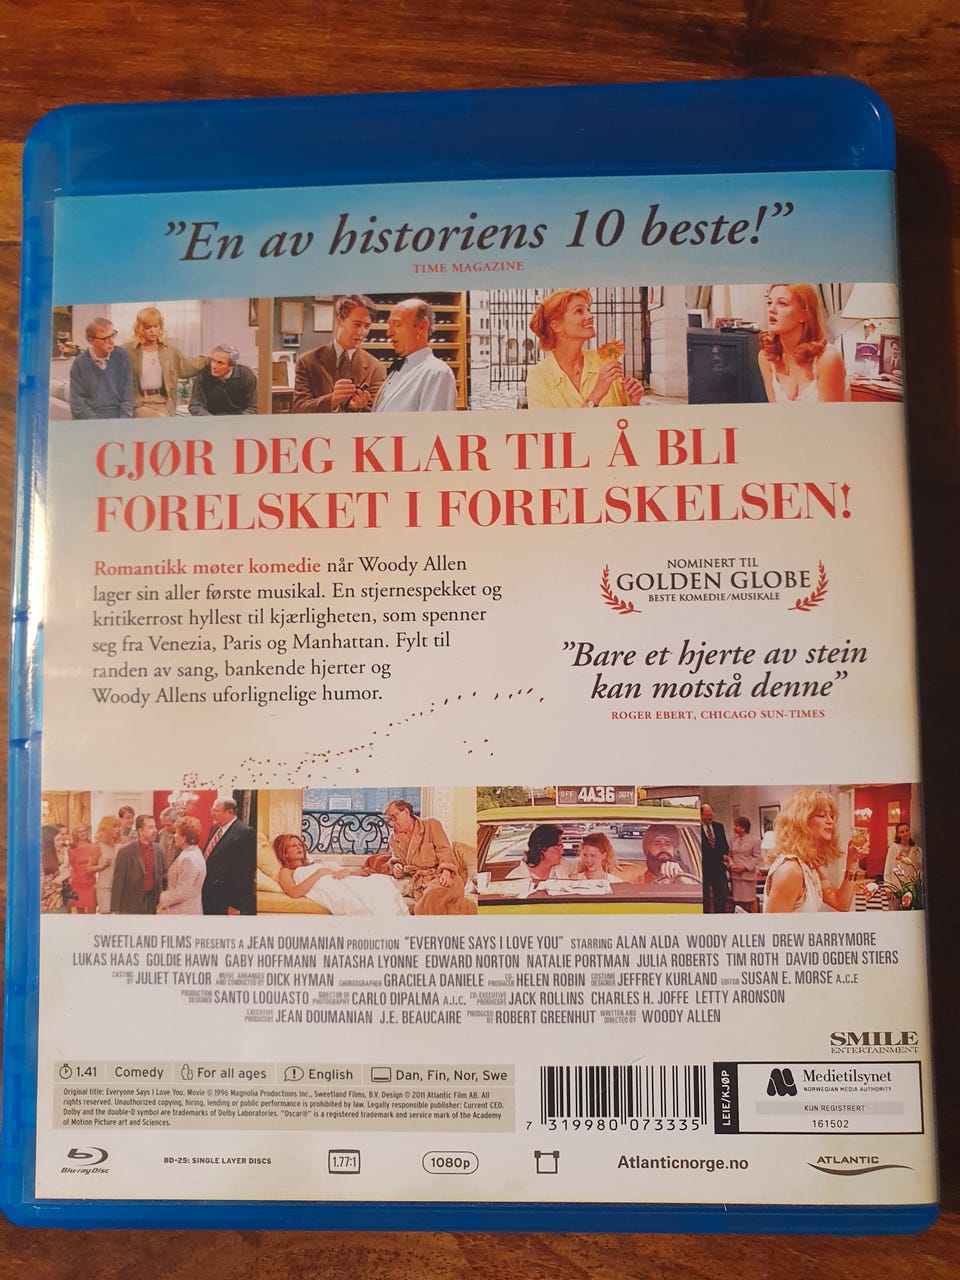 ”En av historiens 10 beste!”
TIME MAGAZINE
GJØR DEG KLAR TIL Å BLI
FORELSKET I FORELSKELSEN!
Romantikk møter komedie når Woody Allen
lager sin aller første musikal. En stjernespekket og
kritikerrost hyllest til kjærligheten, som spenner
seg fra Venezia, Paris og Manhattan. Fylt til
randen av sang, bankende hjerter og
Woody Allens uforlignelige humor.
NOMINERT TIL
GOLDEN GLOBE
BESTE KOMEDIE/MUSIKALE
”Bare et hjerte av stein
kan motstå denne”
ROGER EBERT, CHICAGO SUN-TIMES
OFF 4A36 DUTY
SWEETLAND FILMS PRESENTS A JEAN DOUMANIAN PRODUCTION "EVERYONE SAYS I LOVE YOU" STARRING ALAN ALDA WOODY ALLEN DREW BARRYMORE
LUKAS HAAS GOLDIE HAWN GABY HOFFMANN NATASHA LYONNE EDWARD NORTON NATALIE PORTMAN JULIA ROBERTS TIM ROTH DAVID OGDEN STIERS
CASTING BY JULIET TAYLOR MUSIC ARRANGED AND CONDUCTED BY DICK HYMAN CHOREOGRAPHER GRACIELA DANIELE CO-PRODUCER HELEN ROBIN COSTUME DESIGNER JEFFREY KURLAND EDITOR SUSAN E. MORSE A.C.E
PRODUCTION DESIGNER SANTO LOQUASTO DIRECTOR OF PHOTOGRAPHY CARLO DIPALMA A.I.C. CO-EXECUTIVE PRODUCERS JACK ROLLINS CHARLES H. JOFFE LETTY ARONSON
EXECUTIVE PRODUCERS JEAN DOUMANIAN J.E. BEAUCAIRE PRODUCED BY ROBERT GREENHUT WRITTEN AND DIRECTED BY WOODY ALLEN
SMILE
ENTERTAINMENT
1.41 Comedy For all ages English Dan, Fin, Nor, Swe
Original title: Everyone Says I Love You. Movie © 1996 Magnolia Productions Inc., Sweetland Films, B.V. Design © 2011 Atlantic Film AB. All
rights reserved. Unauthorized copying, hiring, lending or public performance is prohibited by law. Legally responsible publisher: Current CEO.
Dolby and the double-D symbol are trademarks of Dolby Laboratories. "Oscar®" is a registered trademark and service mark of the Academy
of Motion Picture art and Sciences.
7 319980 073335
LEIE/KJØP
Medietilsynet
NORWEGIAN MEDIA AUTHORITY
KUN REGISTRERT
161502
Blu-ray Disc
BD-25: SINGLE LAYER DISCS
1.77:1
1080p
Atlanticnorge.no
ATLANTIC